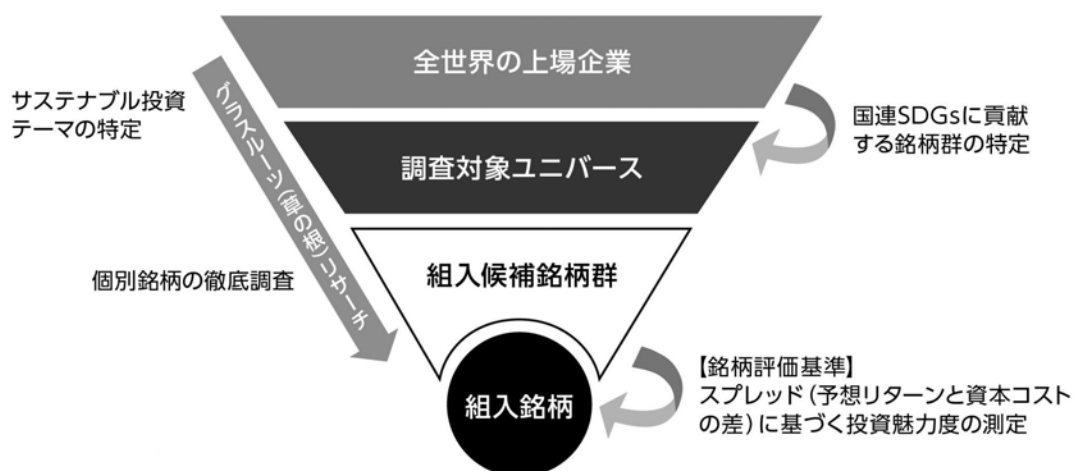 全世界の上場企業
サステナブル投資
テーマの特定
グラスルーツ(草の根)リサーチ
国連SDGsに貢献
する銘柄群の特定
調査対象ユニバース
個別銘柄の徹底調査
組入候補銘柄群
【銘柄評価基準】
スプレッド(予想リターンと資本コスト
の差)に基づく投資魅力度の測定
組入銘柄